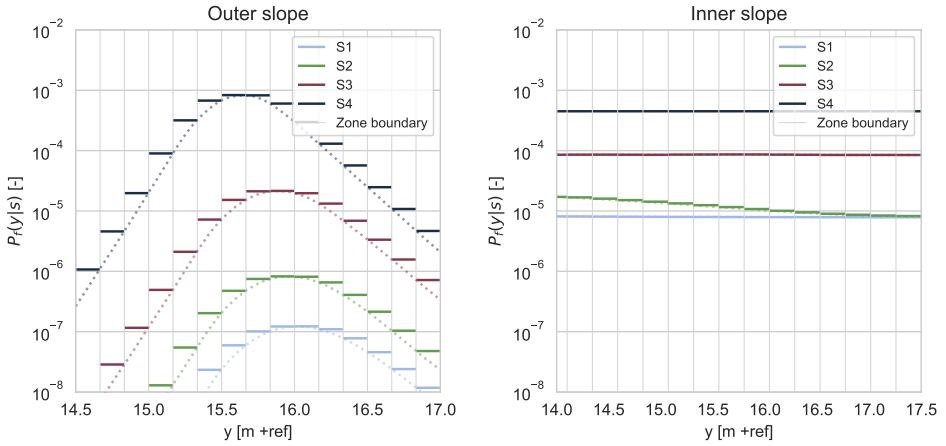 Outer slope
10⁻²
10⁻³
10⁻⁴
10⁻⁵
10⁻⁶
10⁻⁷
10⁻⁸
P_f(y|s) [-]
S1
S2
S3
S4
Zone boundary
14.5 15.0 15.5 16.0 16.5 17.0
y [m +ref]
Inner slope
10⁻²
10⁻³
10⁻⁴
10⁻⁵
10⁻⁶
10⁻⁷
10⁻⁸
P_f(y|s) [-]
S1
S2
S3
S4
Zone boundary
14.0 14.5 15.0 15.5 16.0 16.5 17.0 17.5
y [m +ref]